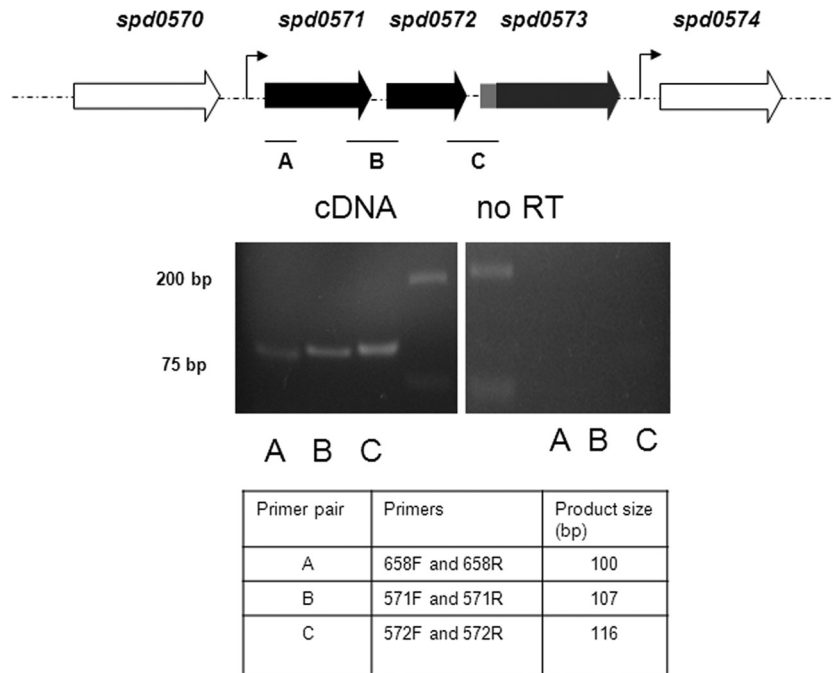 spd0570 spd0571 spd0572 spd0573 spd0574
A B C
cDNA no RT
200 bp
75 bp
A B C A B C
Primer pair Primers Product size (bp)
A 658F and 658R 100
B 571F and 571R 107
C 572F and 572R 116